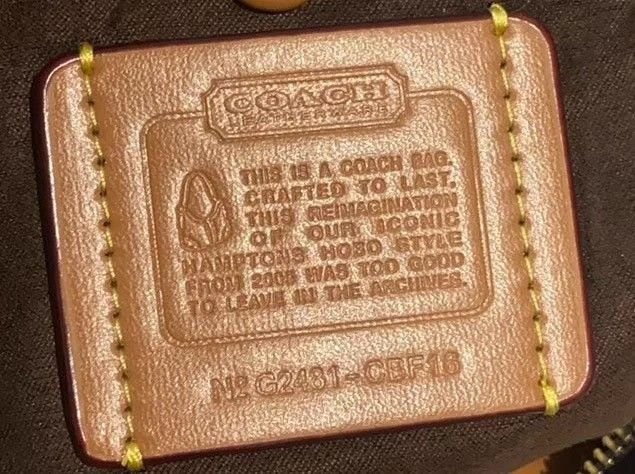 COACH
LEATHERWARE
THIS IS A COACH BAG.
CRAFTED TO LAST.
THIS REIMAGINATION
OF OUR ICONIC
HAMPTONS HOBO STYLE
FROM 2008 WAS TOO GOOD
TO LEAVE IN THE ARCHIVES.
Nº C2481-CBF16